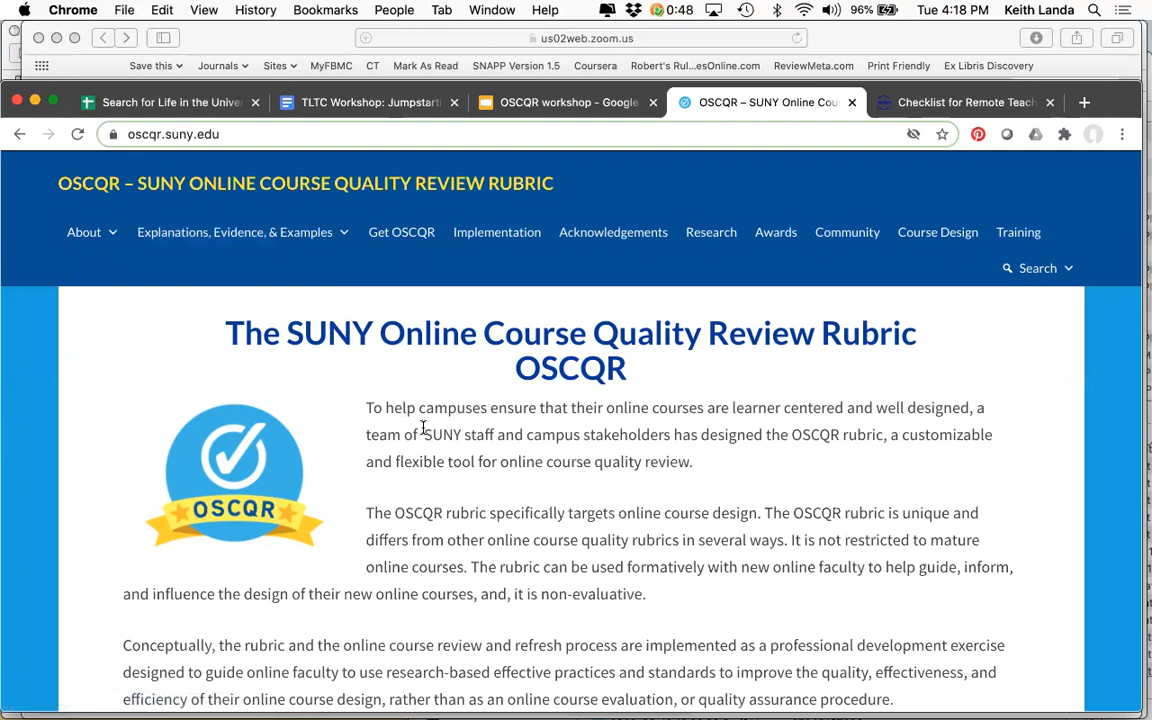 Chrome File Edit View History Bookmarks People Tab Window Help 0:48 96% Tue 4:18 PM Keith Landa
us02web.zoom.us
Save this Journals Sites MyFBMC CT Mark As Read SNAPP Version 1.5 Coursera Robert's Rul...esOnline.com ReviewMeta.com Print Friendly Ex Libris Discovery
Search for Life in the Unive TLTC Workshop: Jumpstarti OSCQR workshop - Google OSCQR – SUNY Online Cou Checklist for Remote Teach
oscqr.suny.edu
OSCQR – SUNY ONLINE COURSE QUALITY REVIEW RUBRIC
About Explanations, Evidence, & Examples Get OSCQR Implementation Acknowledgements Research Awards Community Course Design Training
Search
The SUNY Online Course Quality Review Rubric
OSCQR
To help campuses ensure that their online courses are learner centered and well designed, a
team of SUNY staff and campus stakeholders has designed the OSCQR rubric, a customizable
and flexible tool for online course quality review.
OSCQR
The OSCQR rubric specifically targets online course design. The OSCQR rubric is unique and
differs from other online course quality rubrics in several ways. It is not restricted to mature
online courses. The rubric can be used formatively with new online faculty to help guide, inform,
and influence the design of their new online courses, and, it is non-evaluative.
Conceptually, the rubric and the online course review and refresh process are implemented as a professional development exercise
designed to guide online faculty to use research-based effective practices and standards to improve the quality, effectiveness, and
efficiency of their online course design, rather than as an online course evaluation, or quality assurance procedure.